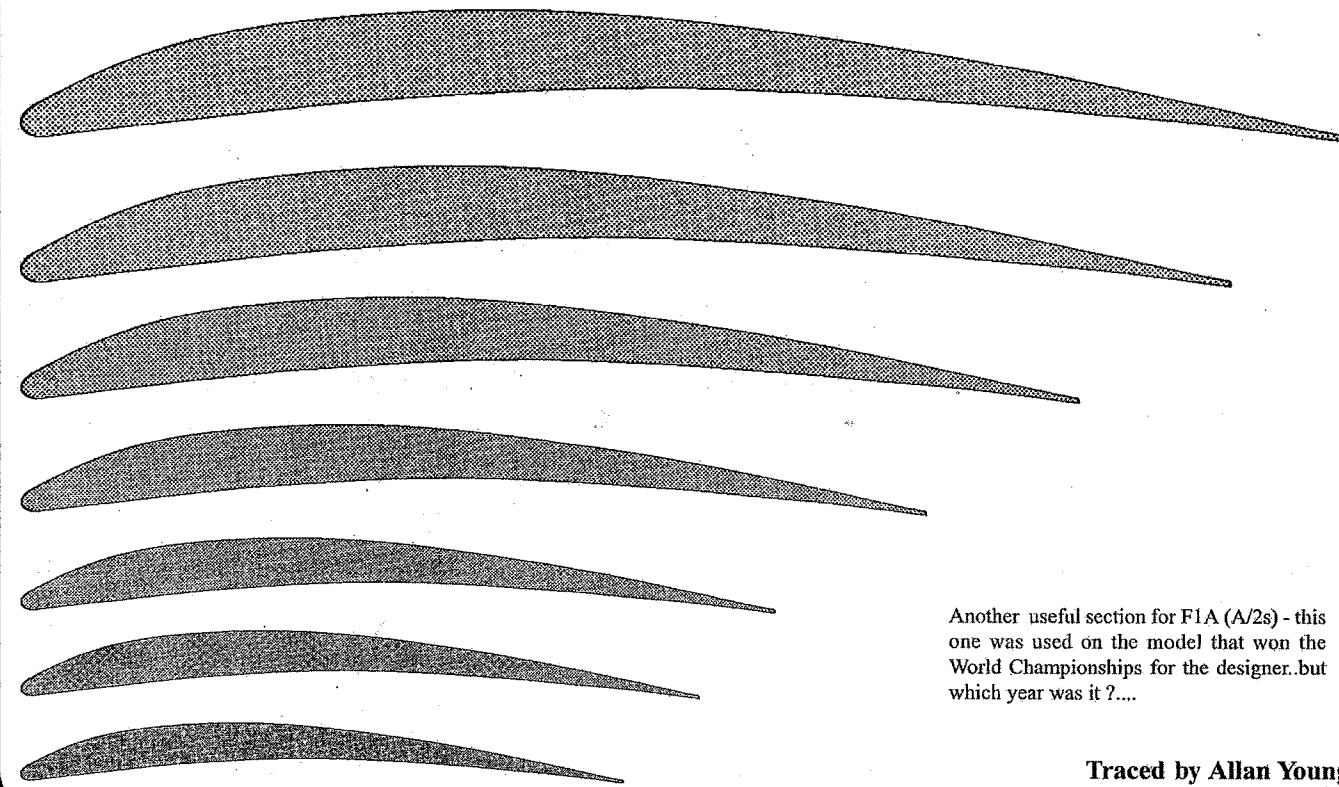 Another useful section for F1A (A/2s) - this
one was used on the model that won the
World Championships for the designer..but
which year was it ?....
Traced by Allan Young